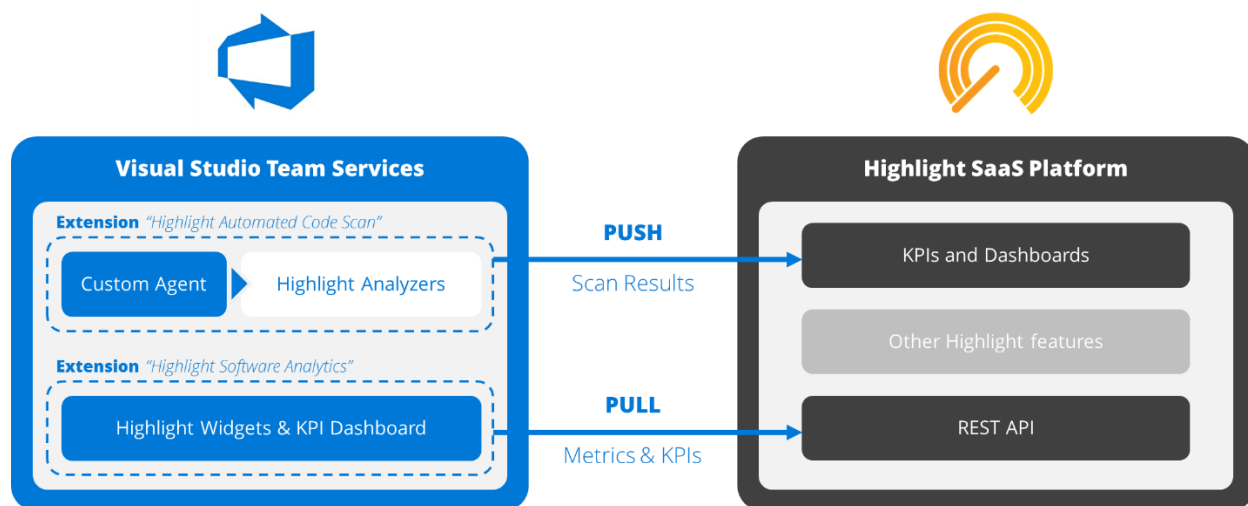 Visual Studio Team Services
Extension "Highlight Automated Code Scan"
Custom Agent
Highlight Analyzers
Extension "Highlight Software Analytics"
Highlight Widgets & KPI Dashboard
PUSH
Scan Results
PULL
Metrics & KPIs
Highlight SaaS Platform
KPIs and Dashboards
Other Highlight features
REST API